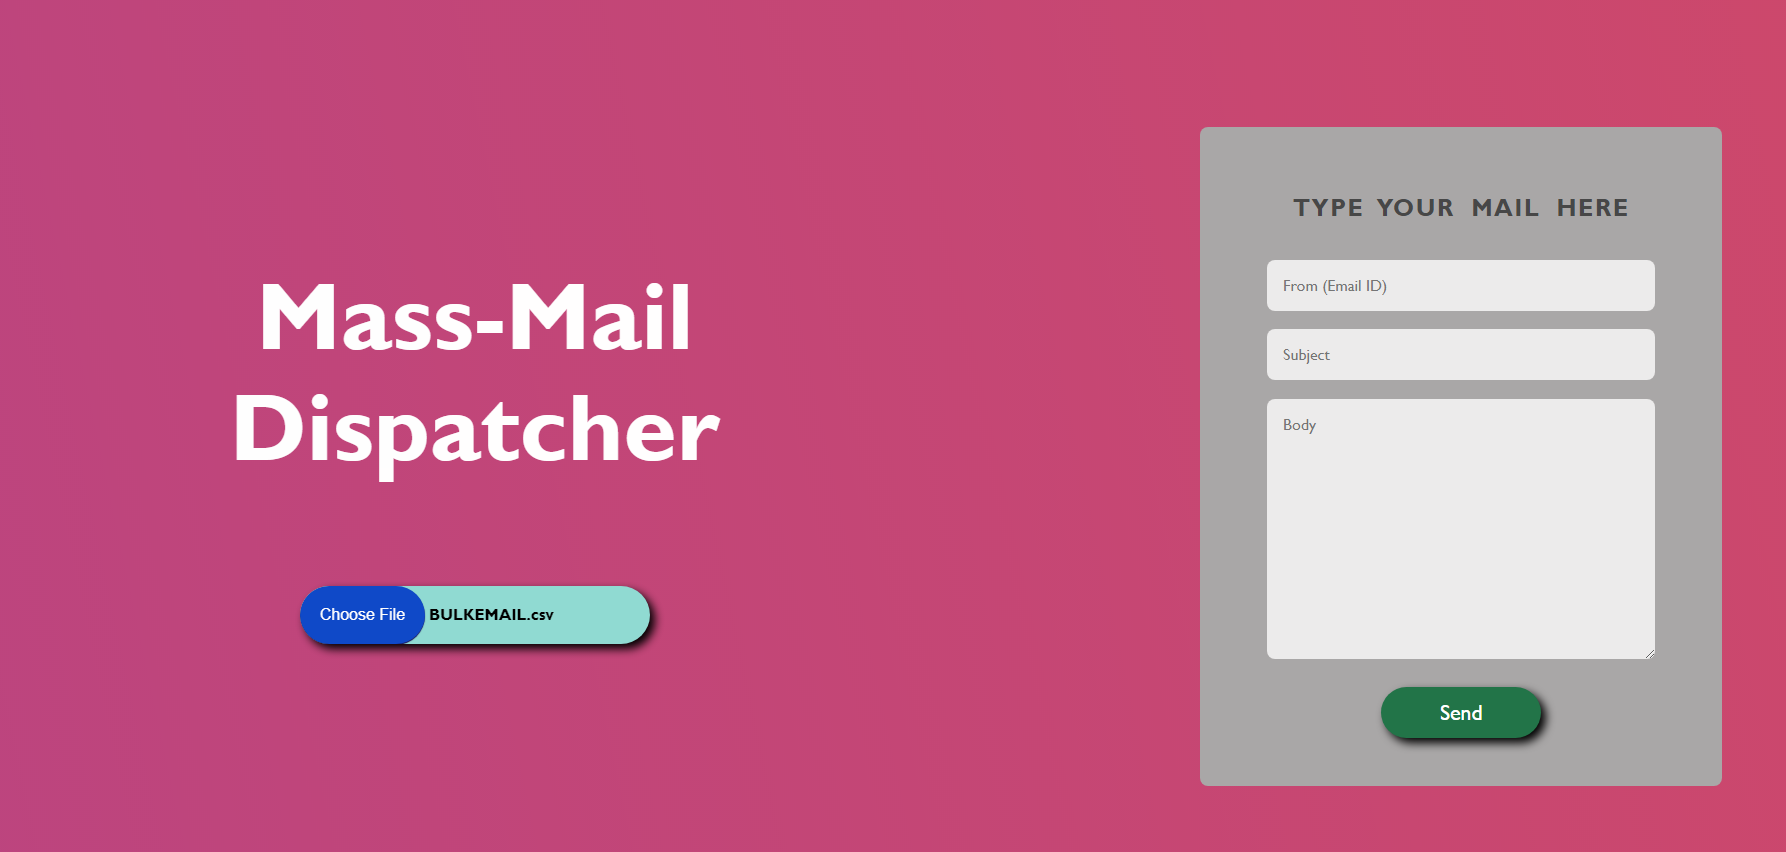 Mass-Mail
Dispatcher
Choose File BULKEMAIL.csv
TYPE YOUR MAIL HERE
From (Email ID)
Subject
Body
Send